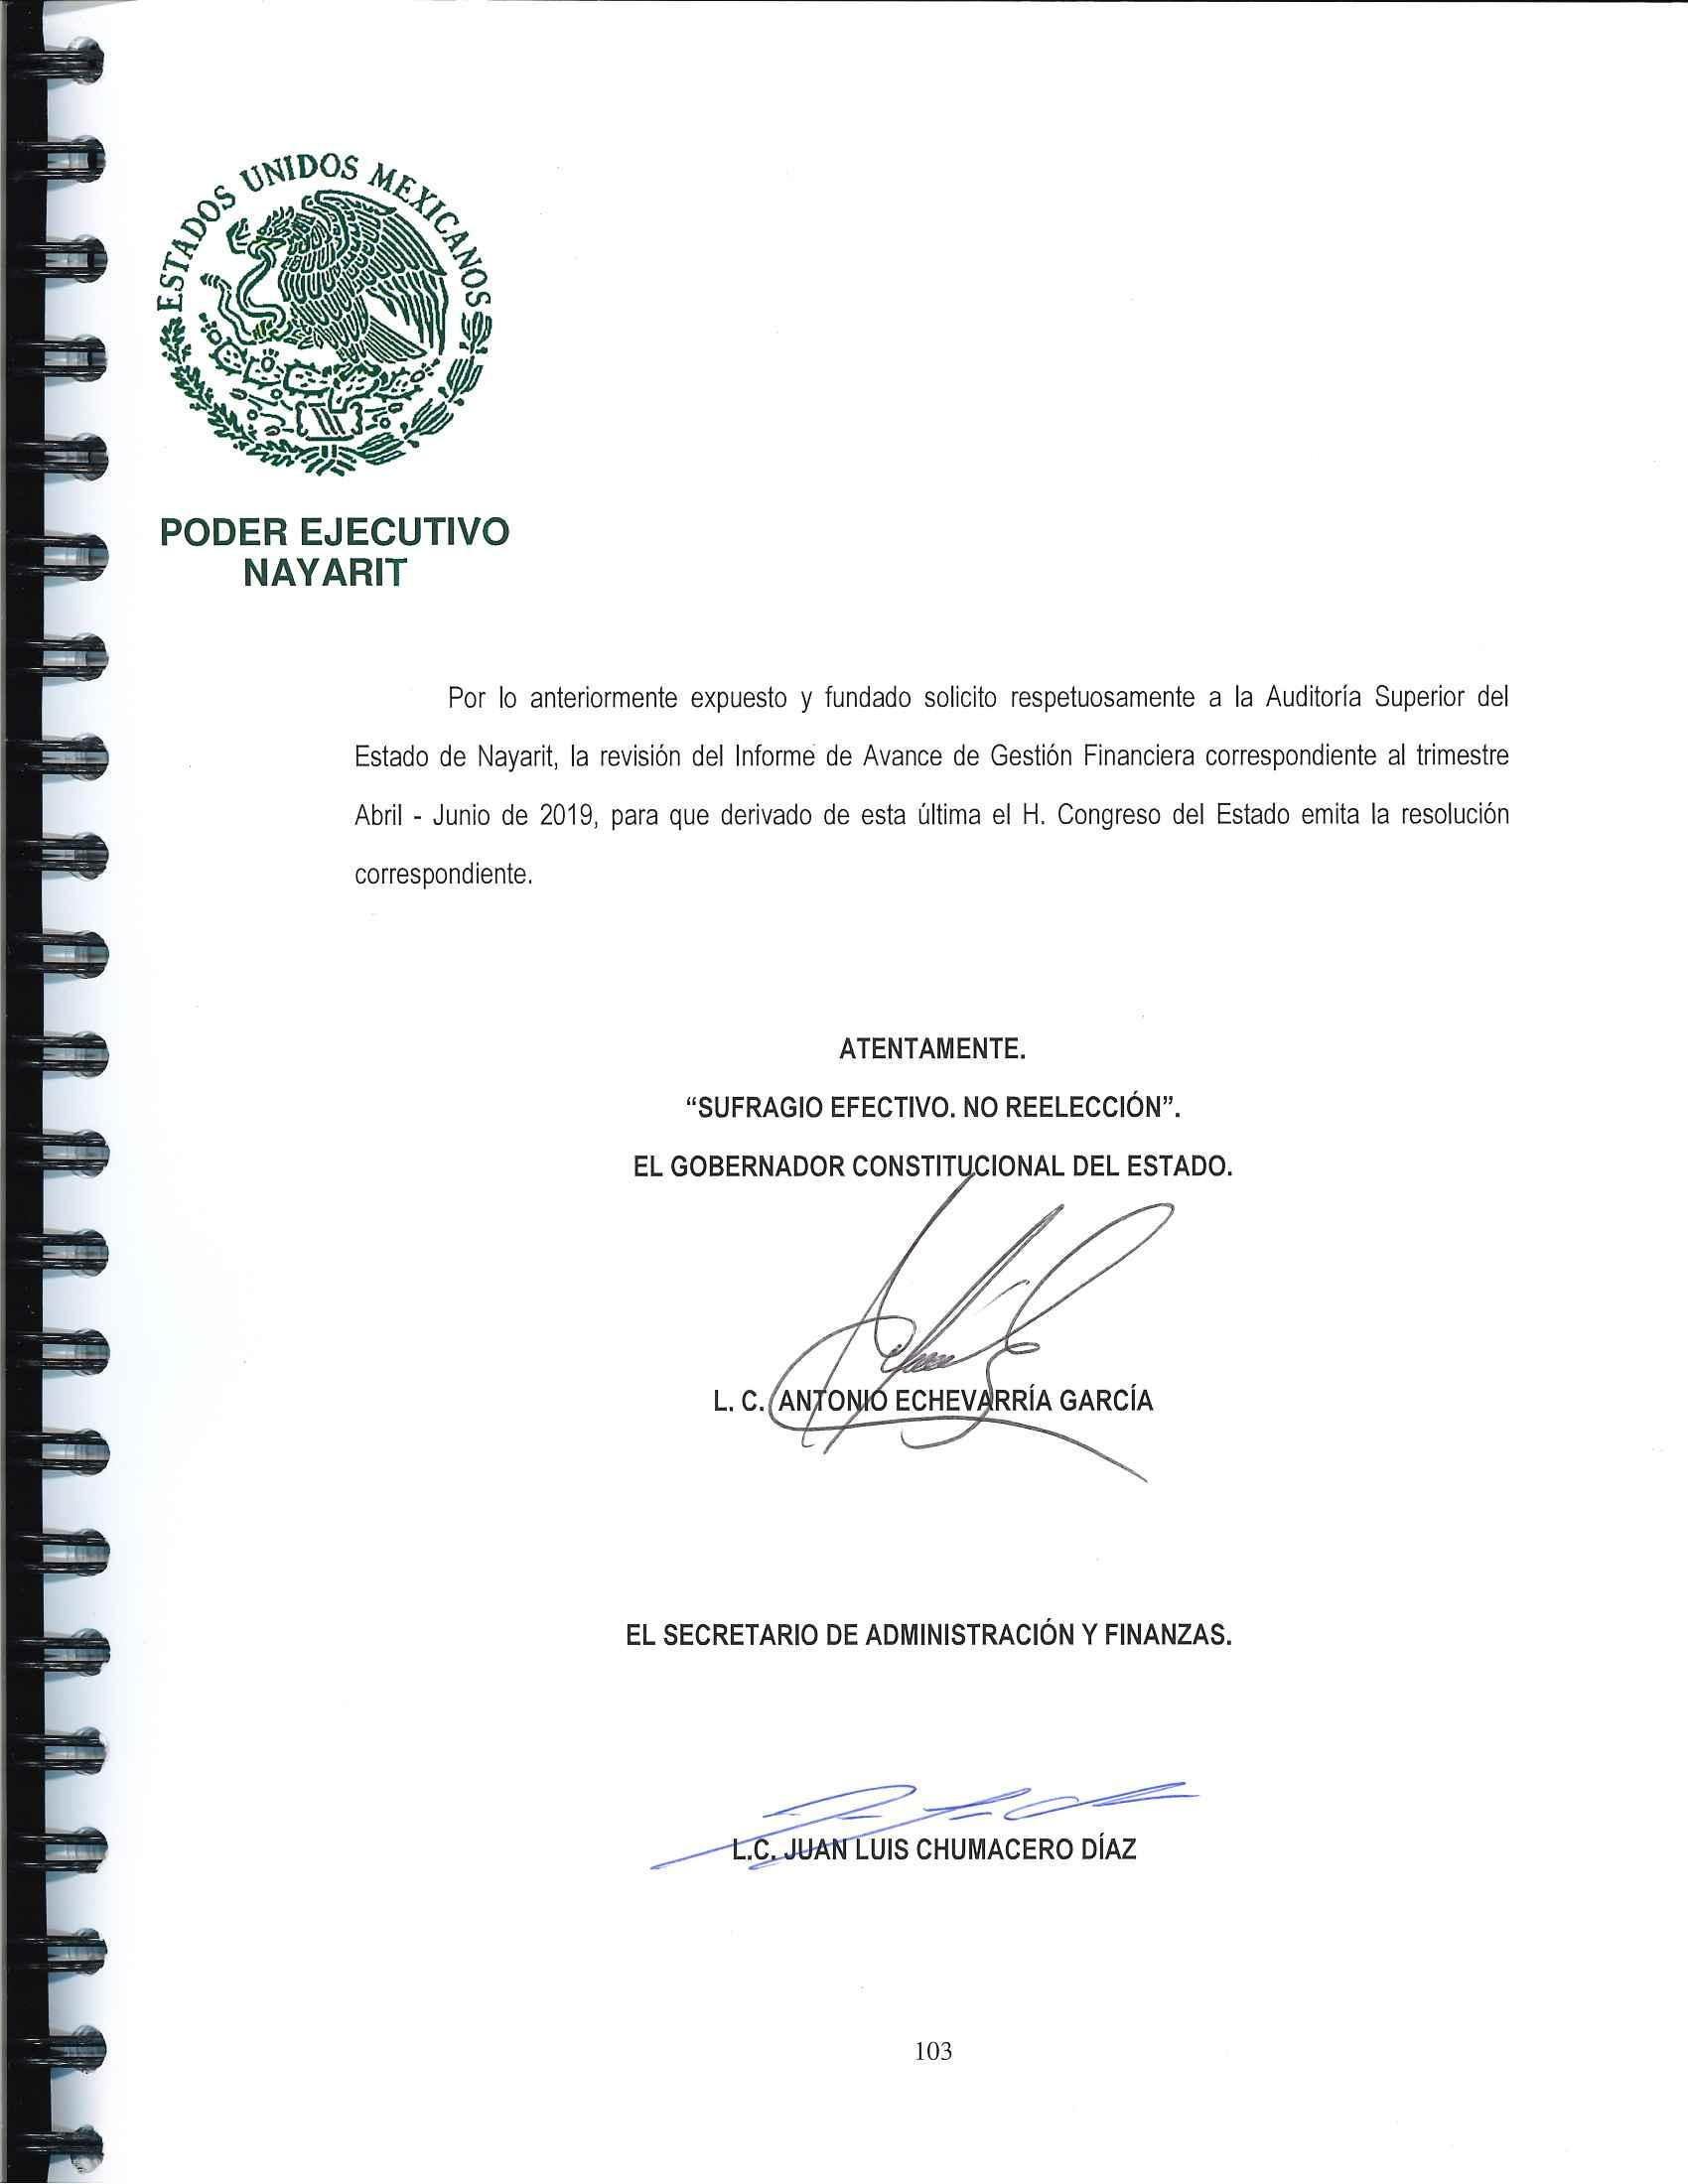 ESTADOS UNIDOS MEXICANOS
PODER EJECUTIVO
NAYARIT
Por lo anteriormente expuesto y fundado solicito respetuosamente a la Auditoría Superior del
Estado de Nayarit, la revisión del Informe de Avance de Gestión Financiera correspondiente al trimestre
Abril - Junio de 2019, para que derivado de esta última el H. Congreso del Estado emita la resolución
correspondiente.
ATENTAMENTE.
“SUFRAGIO EFECTIVO. NO REELECCIÓN”.
EL GOBERNADOR CONSTITUCIONAL DEL ESTADO.
L. C. ANTONIO ECHEVARRÍA GARCÍA
EL SECRETARIO DE ADMINISTRACIÓN Y FINANZAS.
L.C. JUAN LUIS CHUMACERO DÍAZ
103